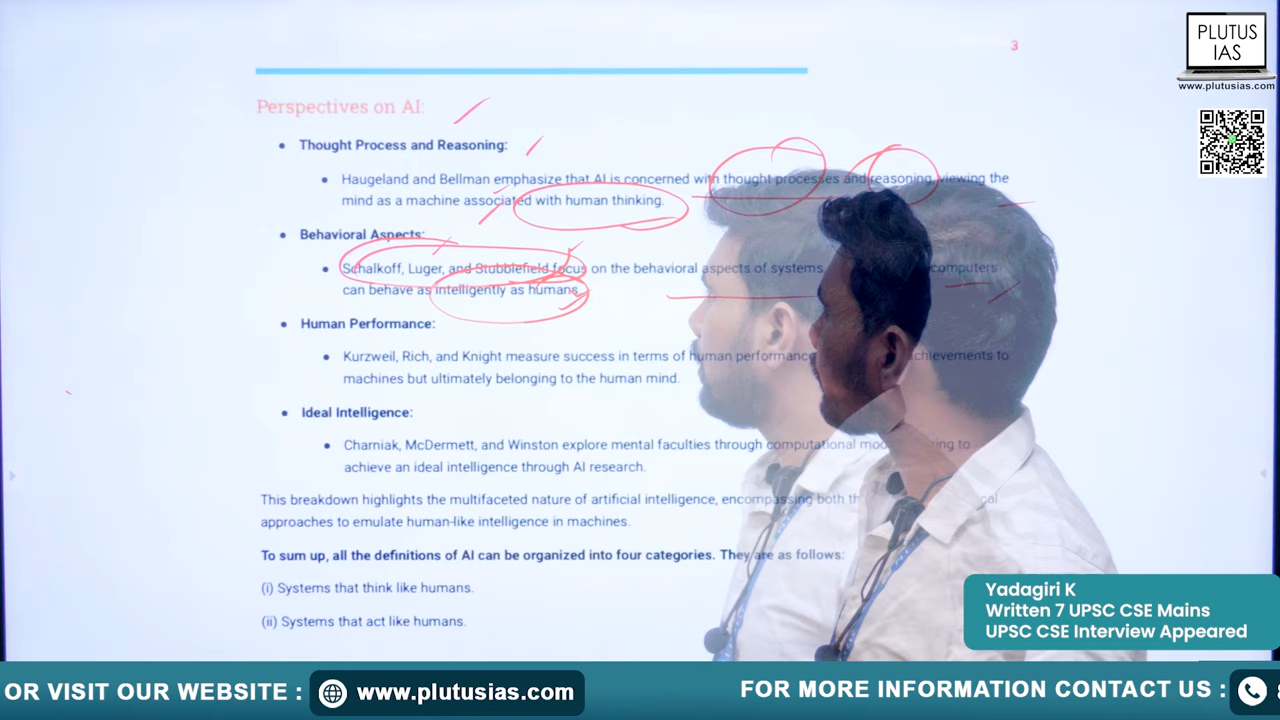 3
PLUTUS
IAS
www.plutusias.com
Perspectives on AI:
Thought Process and Reasoning:
Haugeland and Bellman emphasize that AI is concerned with thought processes and reasoning, viewing the
mind as a machine associated with human thinking.
Behavioral Aspects:
Schalkoff, Luger, and Stubblefield focus on the behavioral aspects of systems computers
can behave as intelligently as humans.
Human Performance:
Kurzweil, Rich, and Knight measure success in terms of human performance achievements to
machines but ultimately belonging to the human mind.
Ideal Intelligence:
Charniak, McDermett, and Winston explore mental faculties through computational to
achieve an ideal intelligence through AI research.
This breakdown highlights the multifaceted nature of artificial intelligence, encompassing both
approaches to emulate human-like intelligence in machines.
To sum up, all the definitions of AI can be organized into four categories. They are as follows:
(i) Systems that think like humans.
(ii) Systems that act like humans.
Yadagiri K
Written 7 UPSC CSE Mains
UPSC CSE Interview Appeared
OR VISIT OUR WEBSITE : www.plutusias.com FOR MORE INFORMATION CONTACT US :